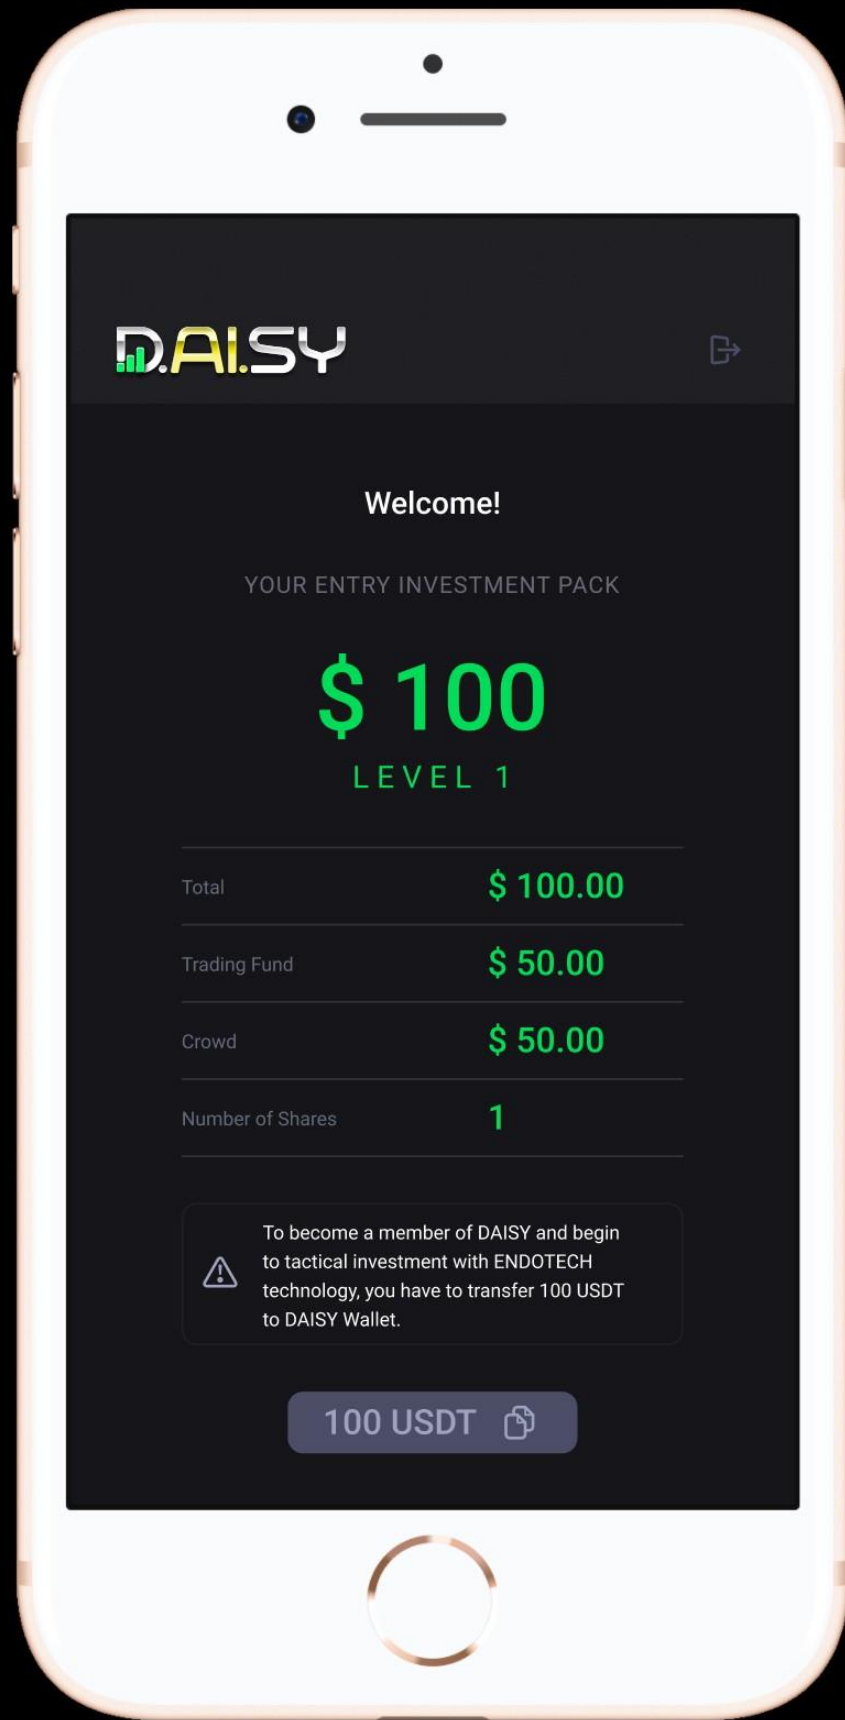 D.AI.SY
Welcome!
YOUR ENTRY INVESTMENT PACK
$ 100
LEVEL 1
Total $ 100.00
Trading Fund $ 50.00
Crowd $ 50.00
Number of Shares 1
To become a member of DAISY and begin
to tactical investment with ENDOTECH
technology, you have to transfer 100 USDT
to DAISY Wallet.
100 USDT